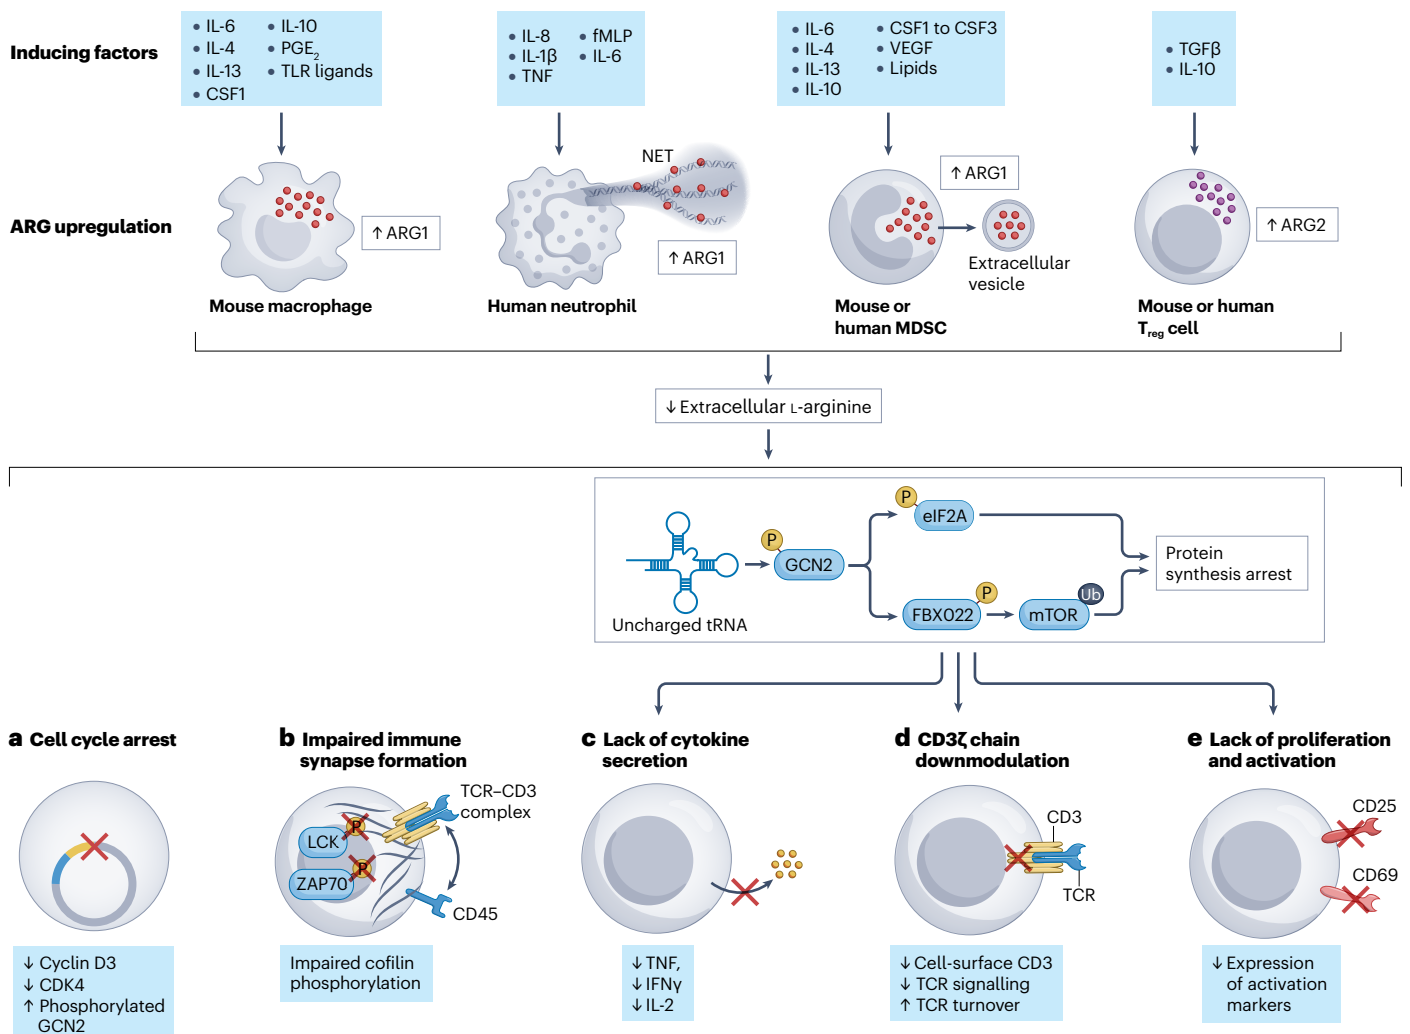 Inducing factors
• IL-6
• IL-4
• IL-13
• CSF1
• IL-10
• PGE2
• TLR ligands
• IL-8
• IL-1β
• TNF
• fMLP
• IL-6
• IL-6
• IL-4
• IL-13
• IL-10
• CSF1 to CSF3
• VEGF
• Lipids
• TGFβ
• IL-10
ARG upregulation
↑ ARG1
Mouse macrophage
NET
↑ ARG1
Human neutrophil
↑ ARG1
Extracellular
vesicle
Mouse or
human MDSC
↑ ARG2
Mouse or human
Treg cell
↓ Extracellular L-arginine
Uncharged tRNA
P
GCN2
P
eIF2A
FBX022
P
mTOR
Ub
Protein
synthesis arrest
a Cell cycle arrest
↓ Cyclin D3
↓ CDK4
↑ Phosphorylated
GCN2
b Impaired immune
synapse formation
TCR–CD3
complex
LCK
P
ZAP70
P
CD45
Impaired cofilin
phosphorylation
c Lack of cytokine
secretion
↓ TNF,
↓ IFNγ
↓ IL-2
d CD3ζ chain
downmodulation
CD3
TCR
↓ Cell-surface CD3
↓ TCR signalling
↑ TCR turnover
e Lack of proliferation
and activation
CD25
CD69
↓ Expression
of activation
markers